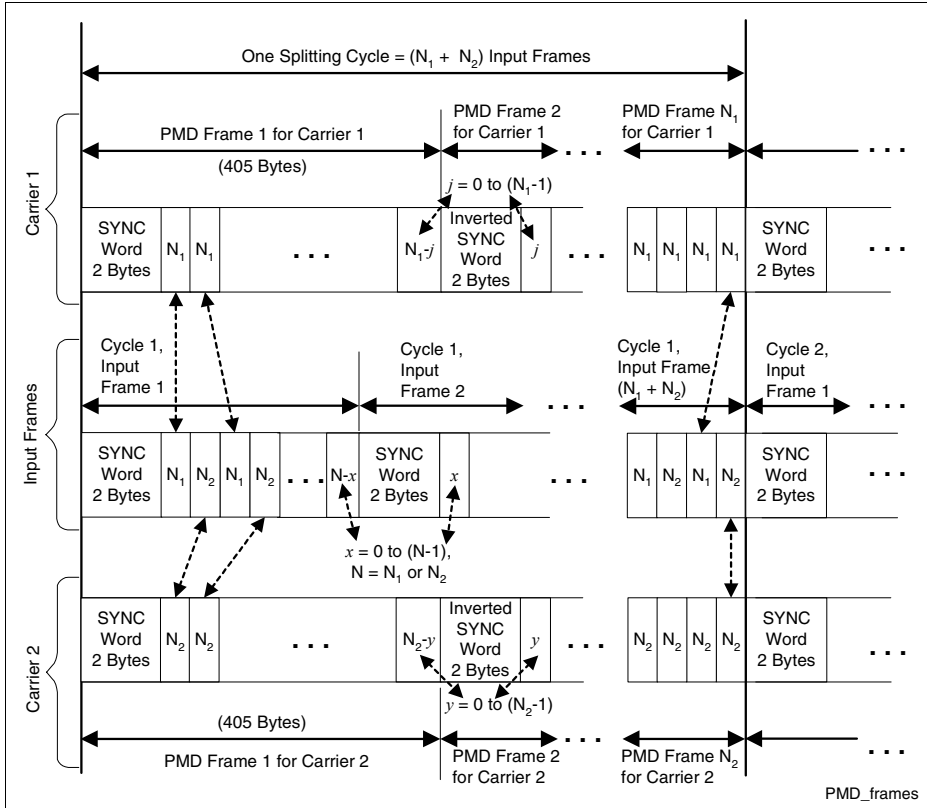 One Splitting Cycle = (N₁ + N₂) Input Frames
PMD Frame 1 for Carrier 1
(405 Bytes)
PMD Frame 2
for Carrier 1
PMD Frame N₁
for Carrier 1
. . .
. . .
j = 0 to (N₁-1)
Carrier 1
SYNC
Word
2 Bytes
N₁
N₁
. . .
N₁-j
Inverted
SYNC
Word
2 Bytes
j
. . .
N₁
N₁
N₁
N₁
SYNC
Word
2 Bytes
. . .
Input Frames
Cycle 1,
Input
Frame 1
Cycle 1,
Input
Frame 2
. . .
Cycle 1,
Input Frame
(N₁ + N₂)
Cycle 2,
Input
Frame 1
. . .
SYNC
Word
2 Bytes
N₁
N₂
N₁
N₂
. . .
N-x
SYNC
Word
2 Bytes
x
. . .
N₁
N₂
N₁
N₂
SYNC
Word
2 Bytes
. . .
x = 0 to (N-1),
N = N₁ or N₂
Carrier 2
SYNC
Word
2 Bytes
N₂
N₂
. . .
N₂-y
Inverted
SYNC
Word
2 Bytes
y
. . .
N₂
N₂
N₂
N₂
SYNC
Word
2 Bytes
. . .
y = 0 to (N₂-1)
(405 Bytes)
PMD Frame 1 for Carrier 2
PMD Frame 2
for Carrier 2
. . .
PMD Frame N₂
for Carrier 2
. . .
PMD_frames